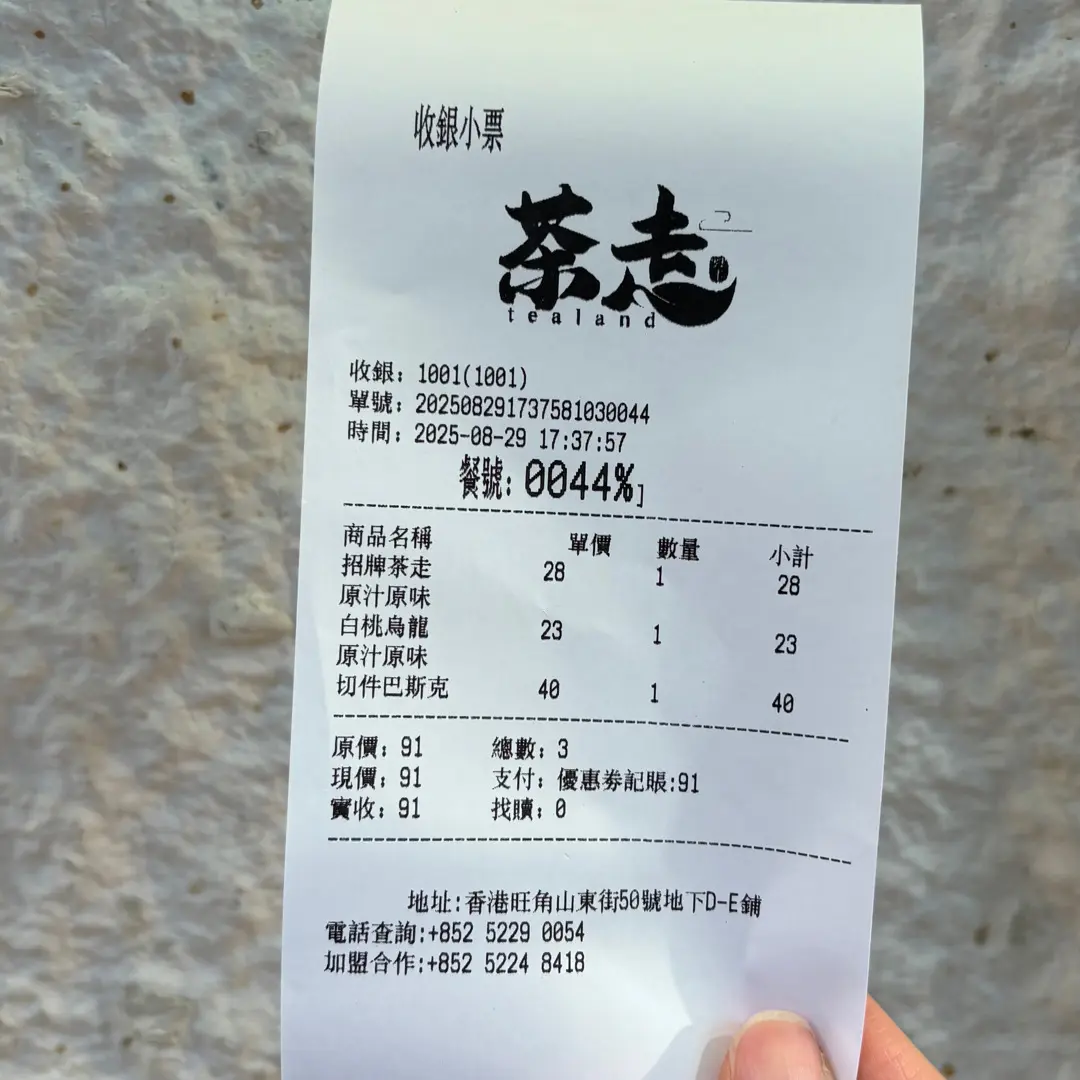 收銀小票
茶走
tealand
收銀: 1001(1001)
單號: 202508291737581030044
時間: 2025-08-29 17:37:57
餐號: 0044%]
商品名稱 單價 數量 小計
招牌茶走 28 1 28
原汁原味
白桃烏龍 23 1 23
原汁原味
切件巴斯克 40 1 40
原價: 91 總數: 3
現價: 91 支付: 優惠券記賬:91
實收: 91 找贖: 0
地址:香港旺角山東街50號地下D-E鋪
電話查詢:+852 5229 0054
加盟合作:+852 5224 8418